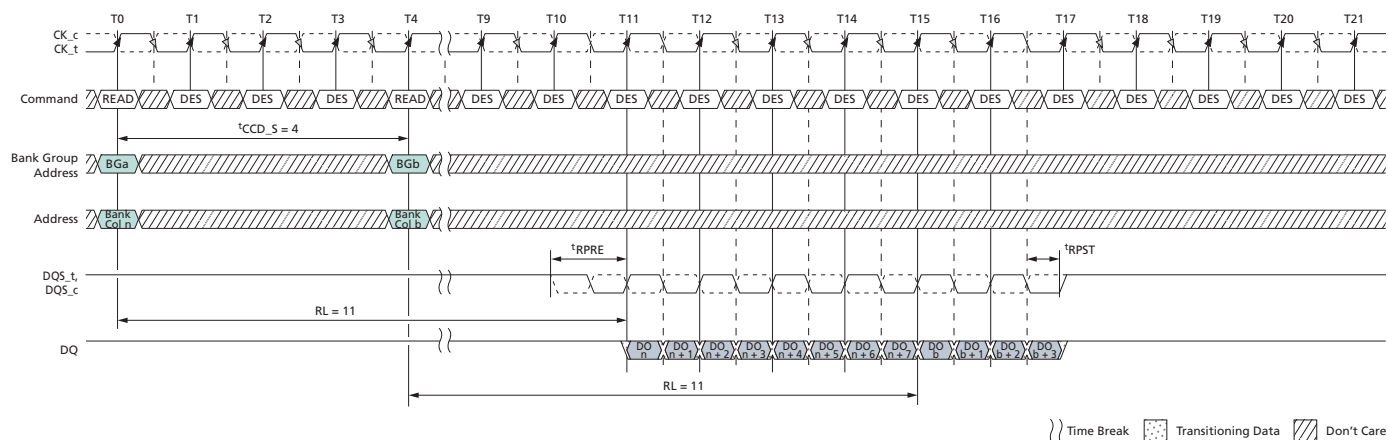 T0 T1 T2 T3 T4 T9 T10 T11 T12 T13 T14 T15 T16 T17 T18 T19 T20 T21
CK_c
CK_t
Command READ DES DES DES READ DES DES DES DES DES DES DES DES DES DES DES DES DES
tCCD_S = 4
Bank Group
Address
BGa BGb
Address
Bank
Col n
Bank
Col b
tRPRE tRPST
DQS_t,
DQS_c
RL = 11
DQ
DO
n
DO
n + 1
DO
n + 2
DO
n + 3
DO
n + 4
DO
n + 5
DO
n + 6
DO
n + 7
DO
b
DO
b + 1
DO
b + 2
DO
b + 3
RL = 11
Time Break Transitioning Data Don't Care